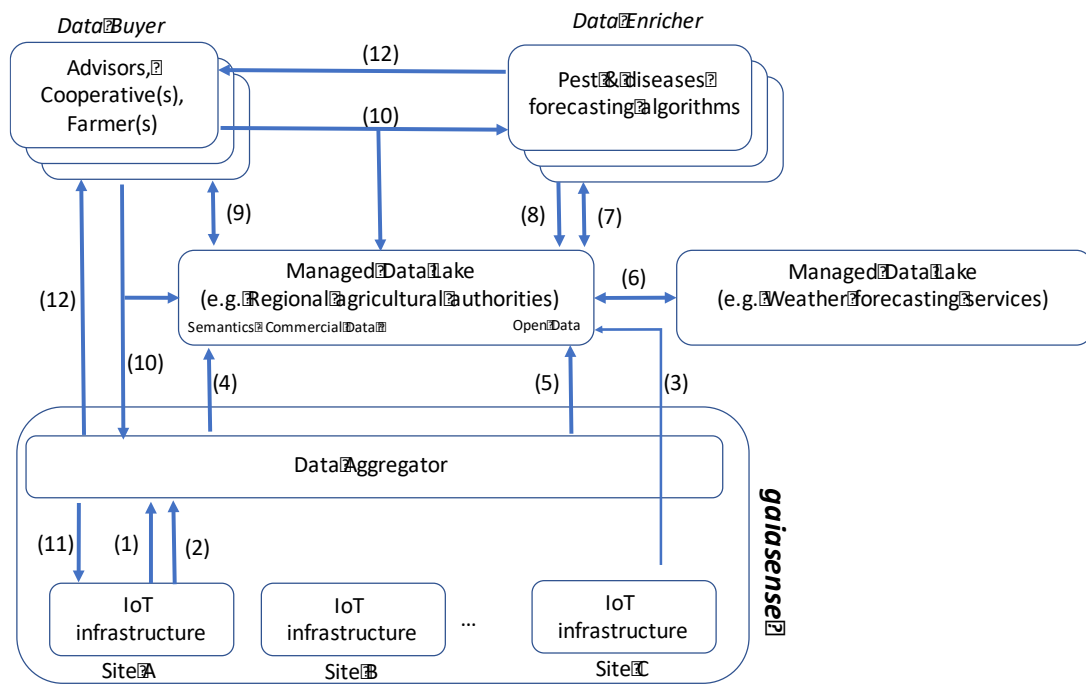 Data Buyer
Data Enricher
Advisors,
Cooperative(s),
Farmer(s)
(12)
Pest & diseases
forecasting algorithms
(10)
(9)
(8)
(7)
Managed Data Lake
(e.g. Regional agricultural authorities)
Semantics Commercial Data
Open Data
(6)
Managed Data Lake
(e.g. Weather forecasting services)
(12)
(10)
(4)
(5)
(3)
Data Aggregator
gaiasense
(11)
(1)
(2)
IoT
infrastructure
IoT
infrastructure
...
IoT
infrastructure
Site A
Site B
Site C